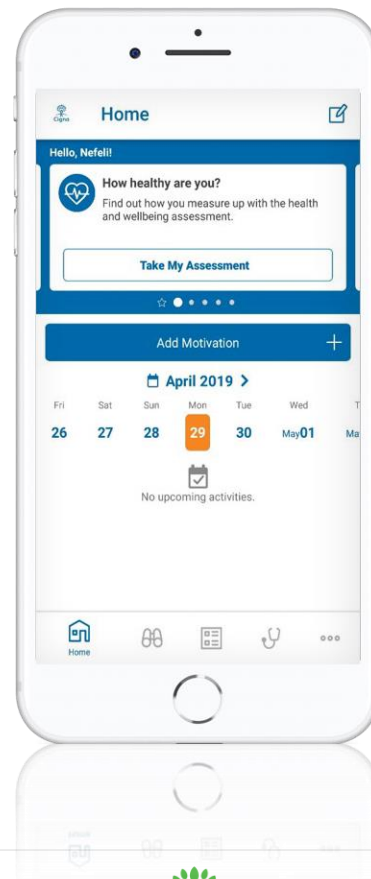 Cigna
Home
Hello, Nefeli!
How healthy are you?
Find out how you measure up with the health
and wellbeing assessment.
Take My Assessment
Add Motivation
April 2019
Fri Sat Sun Mon Tue Wed T
26 27 28 29 30 May01 Ma
No upcoming activities.
Home